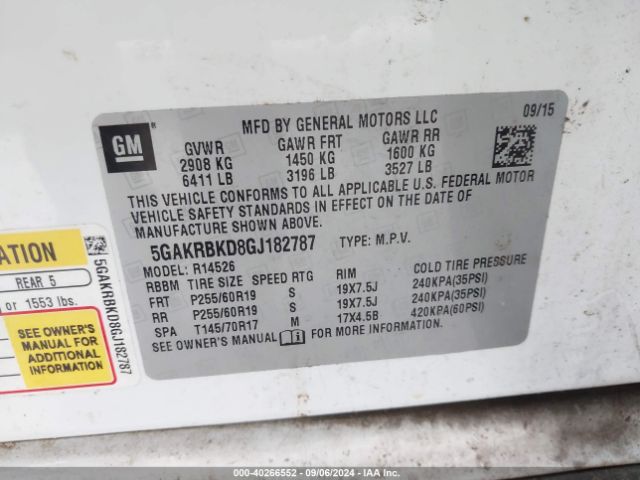 MFD BY GENERAL MOTORS LLC
09/15
GM
GVWR GAWR FRT GAWR RR
2908 KG 1450 KG 1600 KG
6411 LB 3196 LB 3527 LB
THIS VEHICLE CONFORMS TO ALL APPLICABLE U.S. FEDERAL MOTOR
VEHICLE SAFETY STANDARDS IN EFFECT ON THE DATE OF
MANUFACTURE SHOWN ABOVE.
5GAKRBKD8GJ182787 TYPE: M.P.V.
MODEL: R14526
RBBM TIRE SIZE SPEED RTG RIM COLD TIRE PRESSURE
FRT P255/60R19 S 19X7.5J 240KPA(35PSI)
RR P255/60R19 S 19X7.5J 240KPA(35PSI)
SPA T145/70R17 M 17X4.5B 420KPA(60PSI)
SEE OWNER'S MANUAL FOR MORE INFORMATION.
ATION
REAR 5
or 1553 lbs.
SEE OWNER'S
MANUAL FOR
ADDITIONAL
INFORMATION
5GAKRBKD8GJ182787
000-40266552 - 09/06/2024 - IAA Inc.